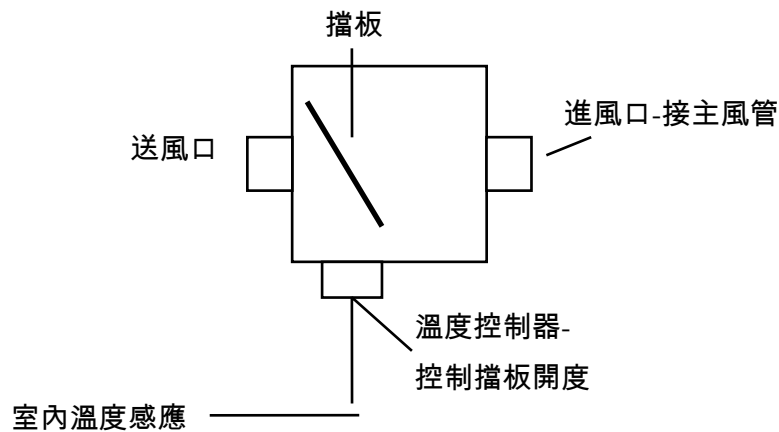 擋板
進風口-接主風管
送風口
溫度控制器-
控制擋板開度
室內溫度感應